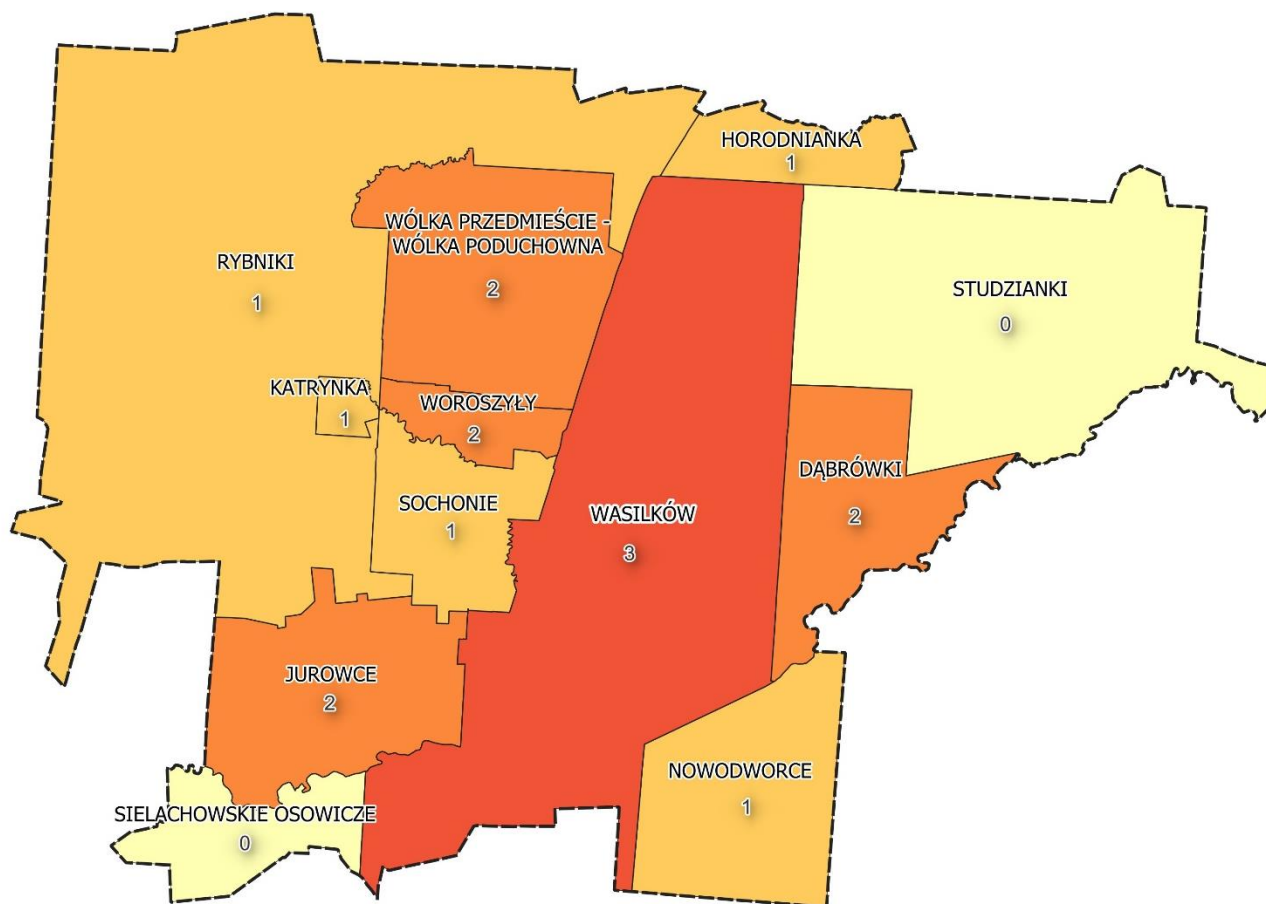 HORODNIANKA
1
WÓLKA PRZEDMIEŚCIE -
WÓLKA PODUCHOWNA
2
RYBNIKI
1
STUDZIANKI
0
KATRYNKA
1
WOROSZYŁY
2
DĄBRÓWKI
2
SOCHONIE
1
WASILKÓW
3
JUROWCE
2
NOWODWORCE
1
SIELACHOWSKIE OSOWICZE
0